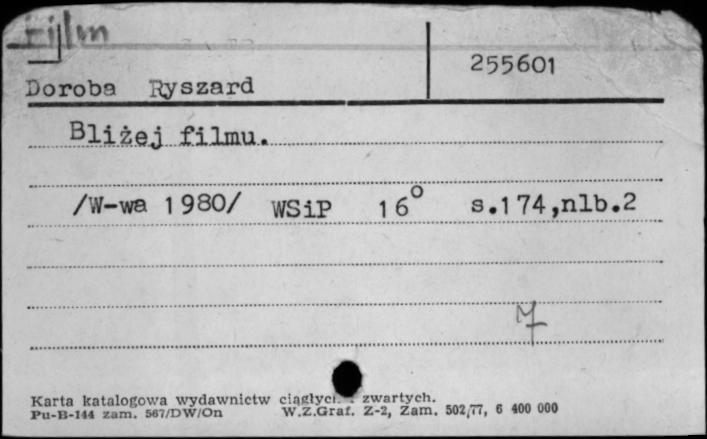 Film
255601
Doroba Ryszard
Bliżej filmu.
/W-wa 1980/ WSiP 16° s.174,nlb.2
Karta katalogowa wydawnictw ciągłych i zwartych.
Pu-B-144 zam. 567/DW/On W.Z.Graf. Z-2, Zam. 502/77, 6 400 000